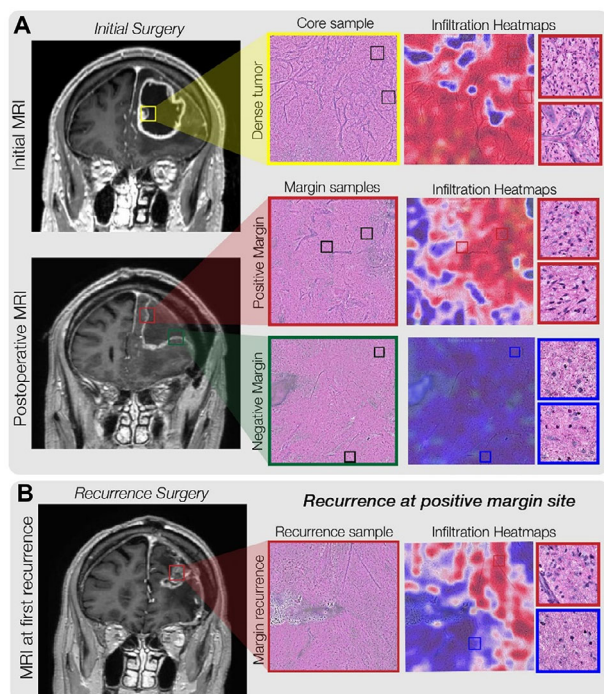 A
Initial Surgery
Core sample
Infiltration Heatmaps
Initial MRI
Dense tumor
Margin samples
Infiltration Heatmaps
Positive Margin
Postoperative MRI
Negative Margin
B
Recurrence Surgery
Recurrence at positive margin site
Recurrence sample
Infiltration Heatmaps
MRI at first recurrence
Margin recurrence